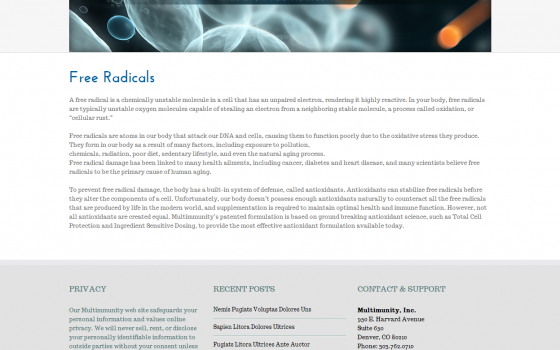 Free Radicals
A free radical is a chemically unstable molecule in a cell that has an unpaired electron, rendering it highly reactive. In your body, free radicals
are typically unstable oxygen molecules capable of stealing an electron from a neighboring stable molecule, a process called oxidation, or
"cellular rust."
Free radicals are atoms in our body that attack our DNA and cells, causing them to function poorly due to the oxidative stress they produce.
They form in our body as a result of many factors, including exposure to pollution,
chemicals, radiation, poor diet, sedentary lifestyle, and even the natural aging process.
Free radical damage has been linked to many health ailments, including cancer, diabetes and heart disease, and many scientists believe free
radicals to be the primary cause of human aging.
To prevent free radical damage, the body has a built-in system of defense, called antioxidants. Antioxidants can stabilize free radicals before
they alter the components of a cell. Unfortunately, our body doesn't possess enough antioxidants naturally to counteract all the free radicals
that are produced by life in the modern world, and supplementation is required to maintain optimal health and immune function. However, not
all antioxidants are created equal. Multimmunity's patented formulation is based on ground breaking antioxidant science, such as Total Cell
Protection and Ingredient Sensitive Dosing, to provide the most effective antioxidant formulation available today.
PRIVACY
Our Multimmunity web site safeguards your
personal information and values online
privacy. We will never sell, rent, or disclose
your personally identifiable information to
outside parties without your consent unless
RECENT POSTS
Nemis Fugiats Voluptas Dolores Uns
Sapien Litora Dolores Ultrices
Fugiats Litora Ultrices Ante Auctor
CONTACT & SUPPORT
Multimunity, Inc.
950 E. Harvard Avenue
Suite 630
Denver, CO 80210
Phone: 303.762.0710